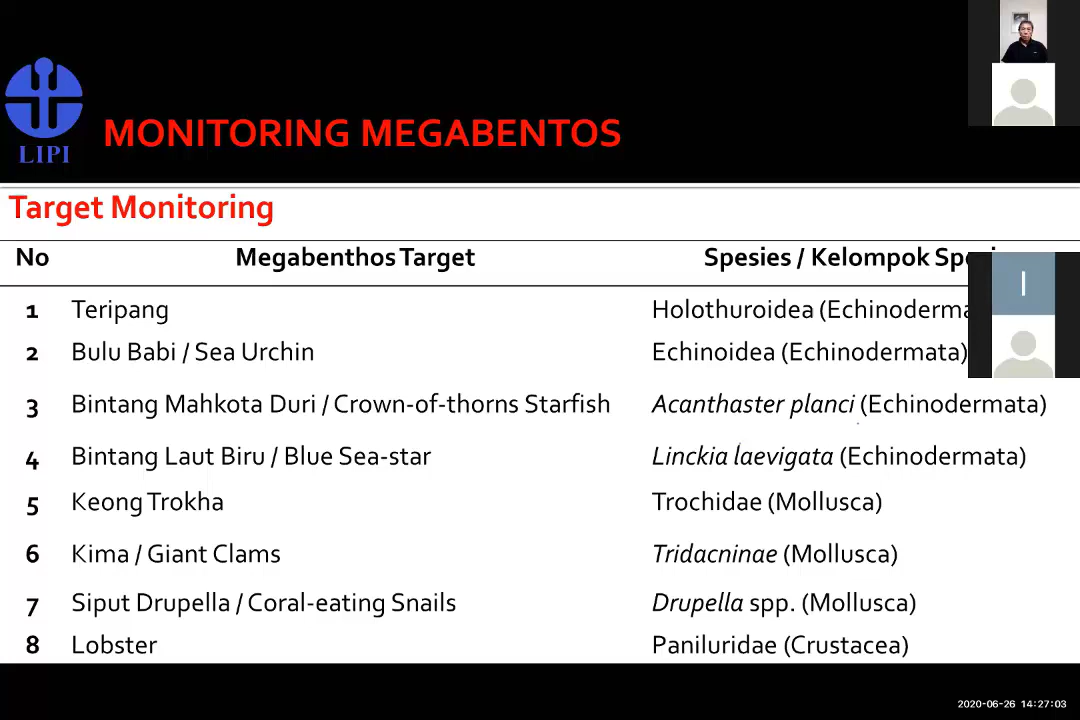 LIPI
MONITORING MEGABENTOS
Target Monitoring
No Megabenthos Target Spesies / Kelompok
1 Teripang Holothuroidea
2 Bulu Babi / Sea Urchin Echinoidea (Echinodermata)
3 Bintang Mahkota Duri / Crown-of-thorns Starfish Acanthaster planci (Echinodermata)
4 Bintang Laut Biru / Blue Sea-star Linckia laevigata (Echinodermata)
5 Keong Trokha Trochidae (Mollusca)
6 Kima / Giant Clams Tridacninae (Mollusca)
7 Siput Drupella / Coral-eating Snails Drupella spp. (Mollusca)
8 Lobster Paniluridae (Crustacea)
I
2020-06-26 14:27:03